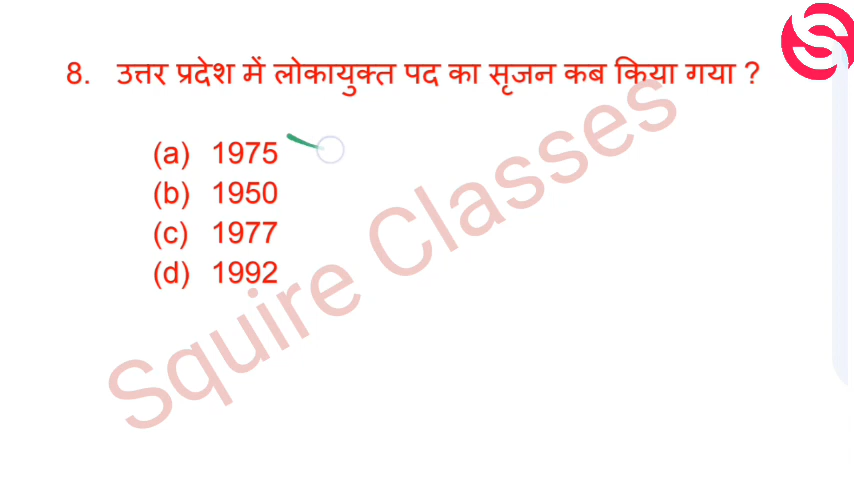 8. उत्तर प्रदेश में लोकायुक्त पद का सृजन कब किया गया ?
(a) 1975
(b) 1950
(c) 1977
(d) 1992
Squire Classes